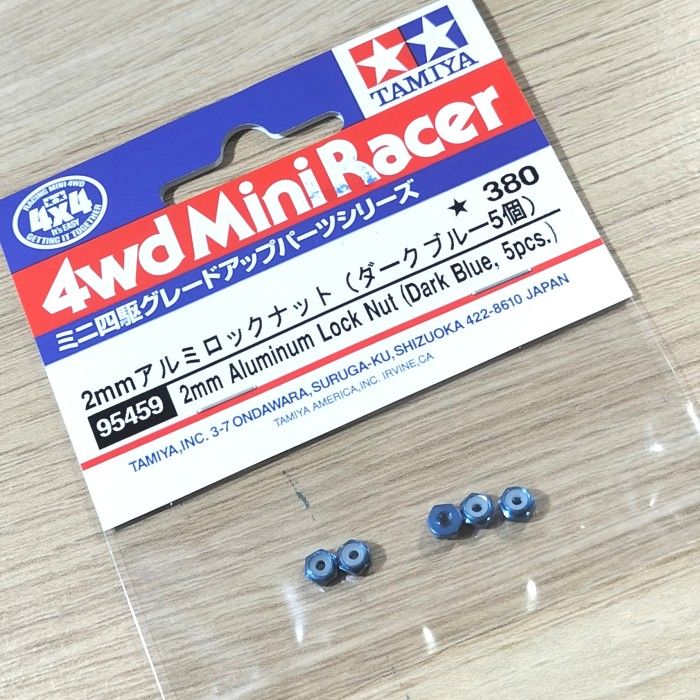 TAMIYA
RACING MINI 4WD
4x4
It's EASY
GETTING IT TOGETHER
4wd Mini Racer
ミニ四駆グレードアップパーツシリーズ
★ 380
2mmアルミロックナット（ダークブルー5個）
95459 2mm Aluminum Lock Nut (Dark Blue, 5pcs.)
TAMIYA,INC. 3-7 ONDAWARA, SURUGA-KU, SHIZUOKA 422-8610 JAPAN
TAMIYA AMERICA,INC. IRVINE,CA